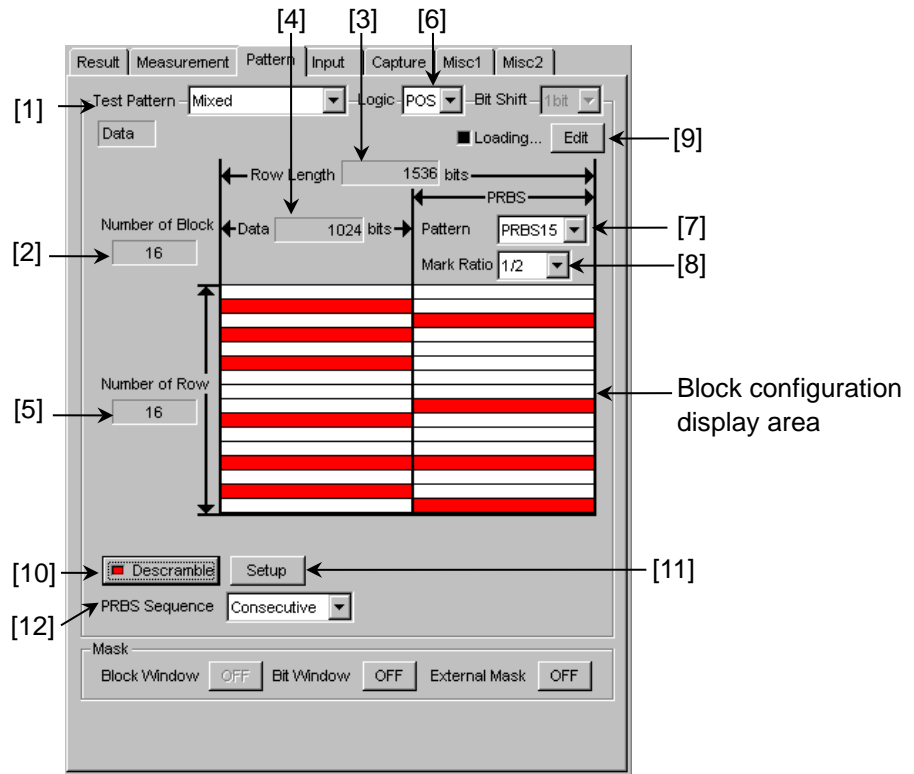 [4] [3] [6]
Result Measurement Pattern Input Capture Misc1 Misc2
[1] Test Pattern Mixed Logic POS Bit Shift 1bit
Data Loading... Edit [9]
Row Length 1536 bits
PRBS
Number of Block Data 1024 bits Pattern PRBS15 [7]
[2] 16 Mark Ratio 1/2 [8]
Number of Row
[5] 16
Block configuration
display area
[10] Descramble Setup [11]
[12] PRBS Sequence Consecutive
Mask
Block Window OFF Bit Window OFF External Mask OFF